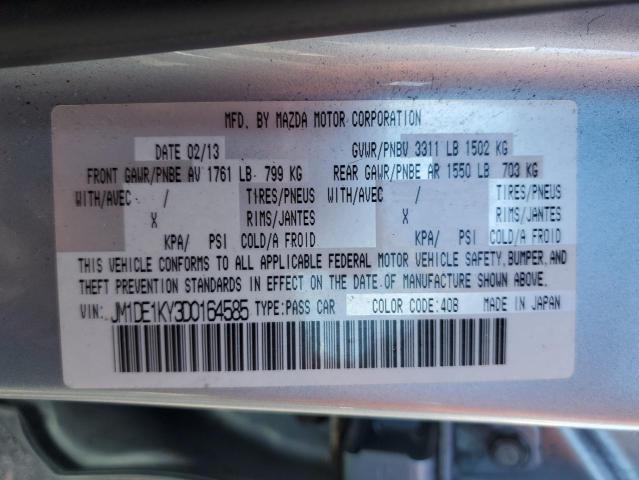 MFD. BY MAZDA MOTOR CORPORATION
DATE 02/13 GVWR/PNBV 3311 LB 1502 KG
FRONT GAWR/PNBE AV 1761 LB 799 KG REAR GAWR/PNBE AR 1550 LB 703 KG
WITH/AVEC / TIRES/PNEUS WITH/AVEC / TIRES/PNEUS
X RIMS/JANTES X RIMS/JANTES
KPA/ PSI COLD/A FROID KPA/ PSI COLD/A FROID
THIS VEHICLE CONFORMS TO ALL APPLICABLE FEDERAL MOTOR VEHICLE SAFETY, BUMPER, AND
THEFT PREVENTION STANDARDS IN EFFECT ON THE DATE OF MANUFACTURE SHOWN ABOVE.
VIN: JM1DE1KY3D0164585 TYPE:PASS CAR COLOR CODE:40B MADE IN JAPAN